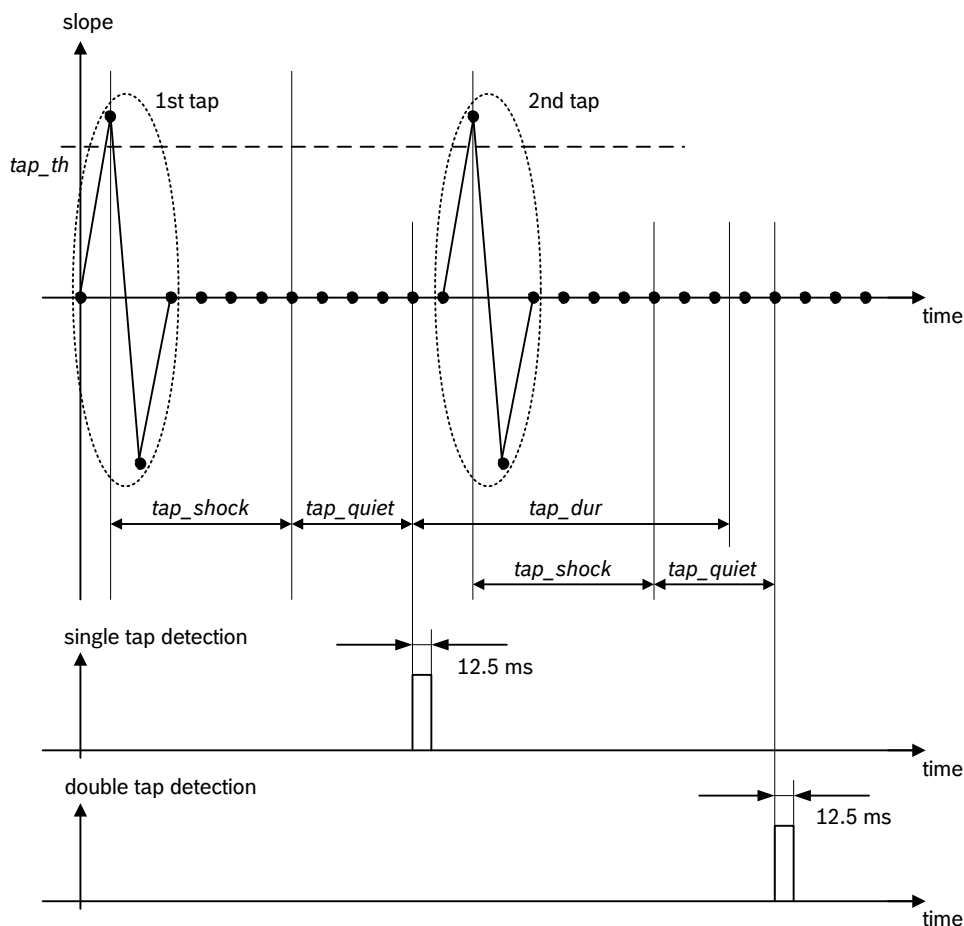 slope
1st tap
2nd tap
tap_th
time
tap_shock
tap_quiet
tap_dur
tap_shock
tap_quiet
single tap detection
12.5 ms
time
double tap detection
12.5 ms
time